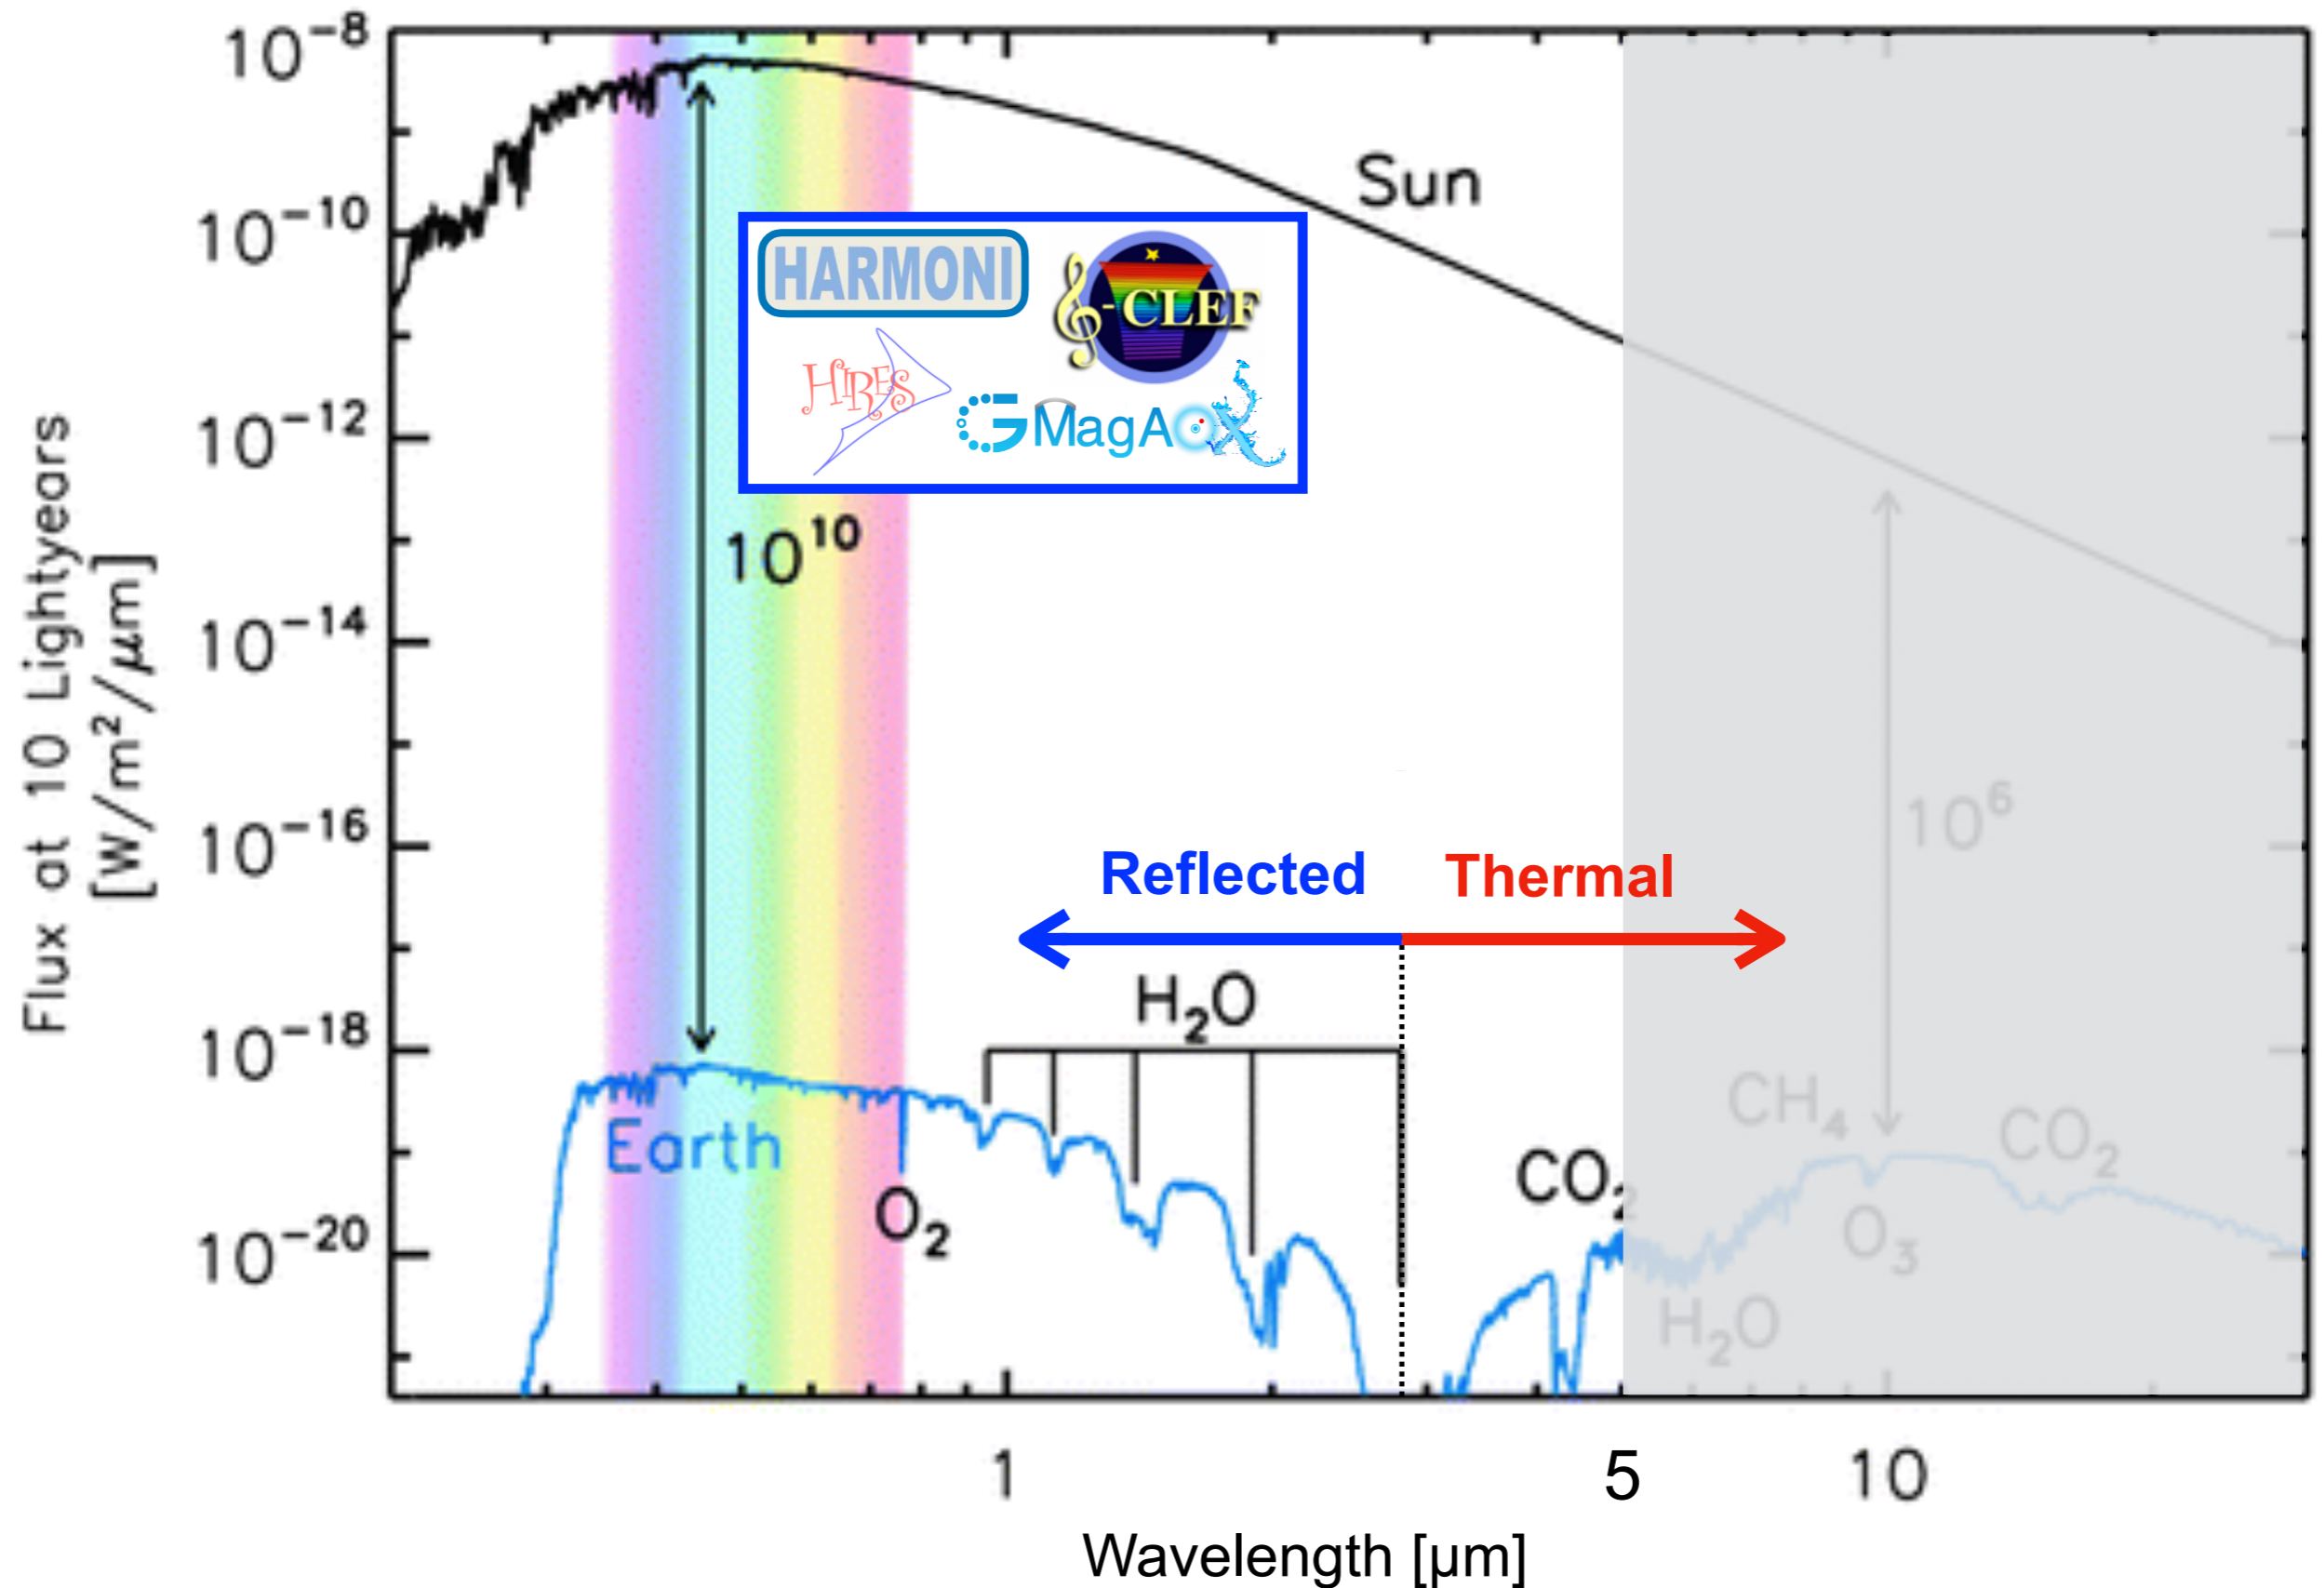 10⁻⁸
10⁻¹⁰
10⁻¹²
10⁻¹⁴
10⁻¹⁶
10⁻¹⁸
10⁻²⁰
Flux at 10 Lightyears
[W/m²/μm]
Sun
HARMONI
-CLEF
HIRES
GMagAOX
10¹⁰
10⁶
Reflected
Thermal
H₂O
CH₄
CO₂
Earth
O₂
CO₂
O₃
H₂O
1
5
10
Wavelength [μm]